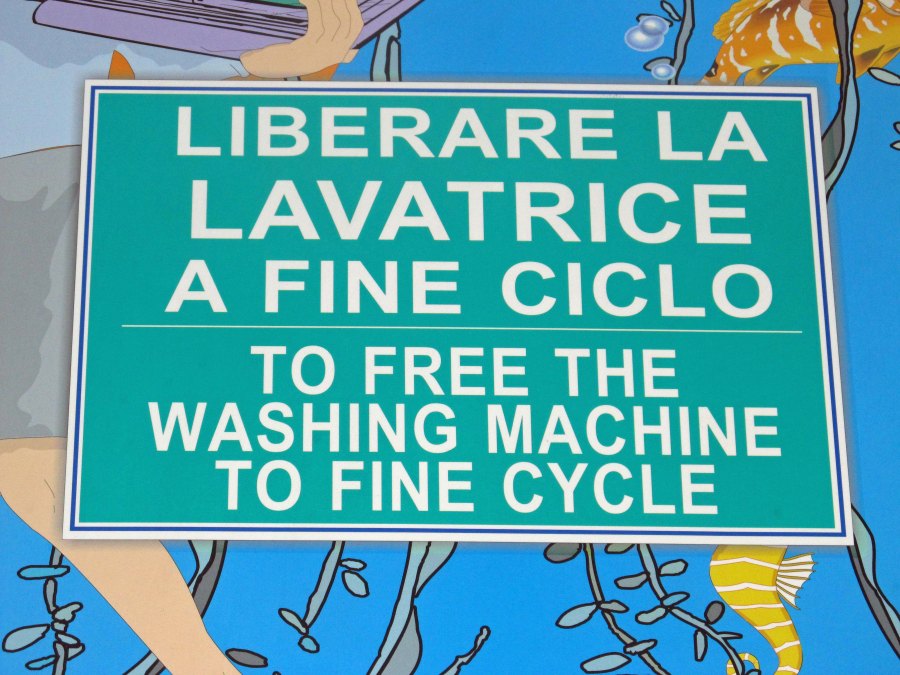 LIBERARE LA
LAVATRICE
A FINE CICLO
TO FREE THE
WASHING MACHINE
TO FINE CYCLE